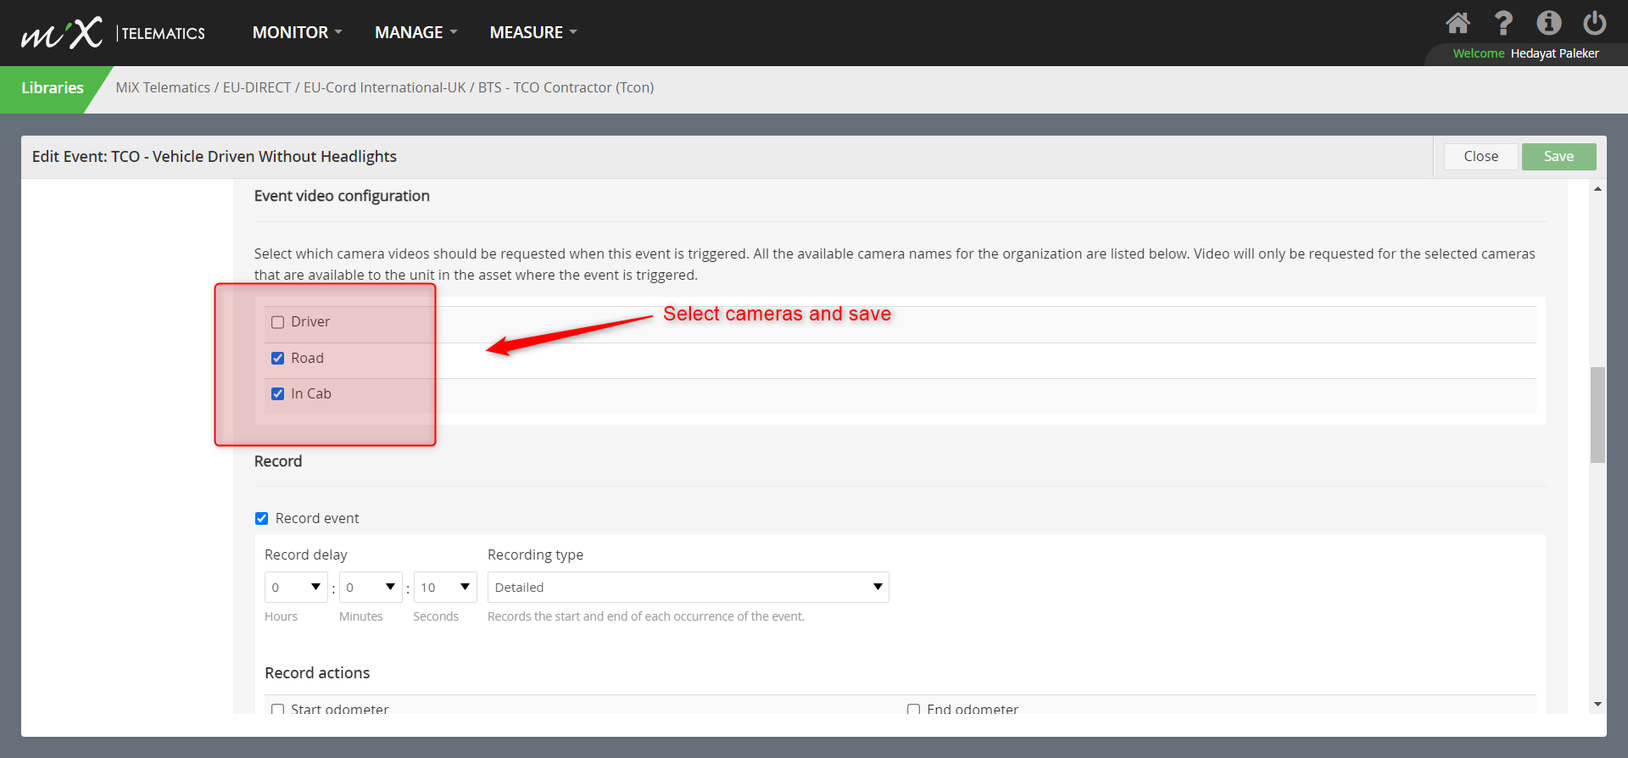 mix TELEMATICS
MONITOR MANAGE MEASURE
Welcome Hedayat Paleker
Libraries
MiX Telematics / EU-DIRECT / EU-Cord International-UK / BTS - TCO Contractor (Tcon)
Edit Event: TCO - Vehicle Driven Without Headlights
Close Save
Event video configuration
Select which camera videos should be requested when this event is triggered. All the available camera names for the organization are listed below. Video will only be requested for the selected cameras
that are available to the unit in the asset where the event is triggered.
Select cameras and save
Driver
Road
In Cab
Record
Record event
Record delay Recording type
0 : 0 : 10 Detailed
Hours Minutes Seconds Records the start and end of each occurrence of the event.
Record actions
Start odometer End odometer